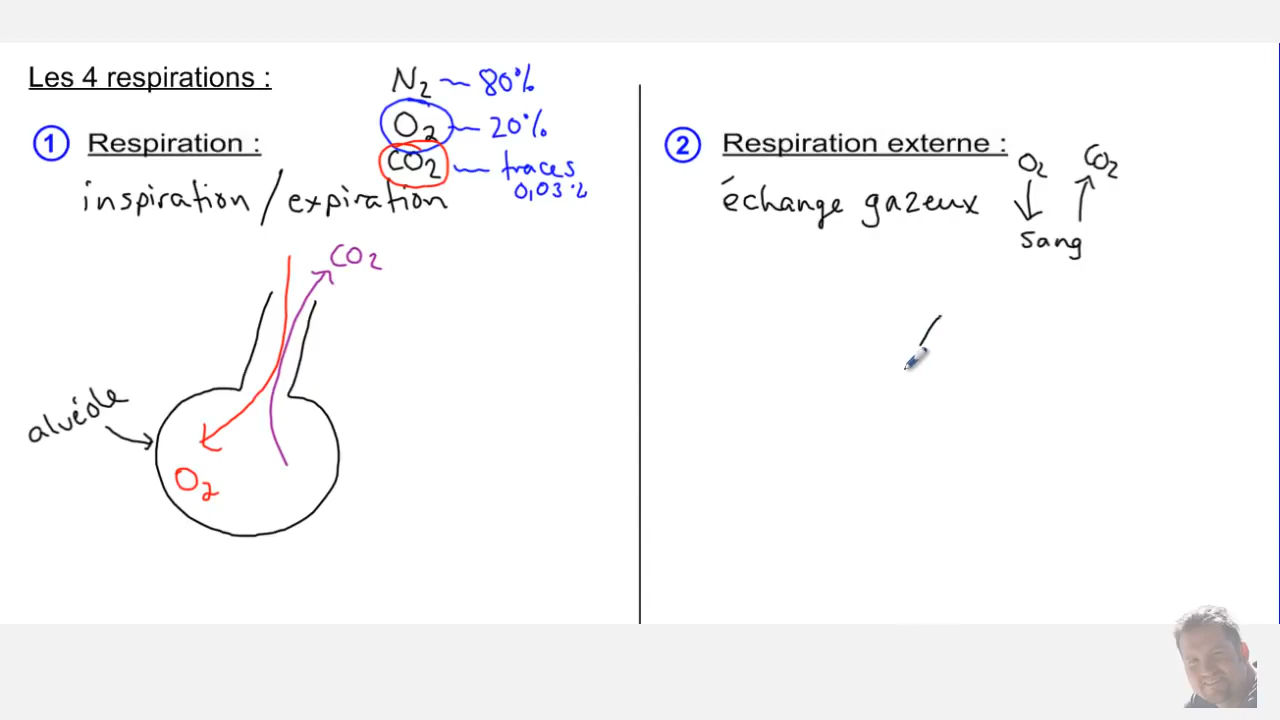 Les 4 respirations :
N2 ~ 80%
O2 ~ 20%
CO2 ~ traces
0,03%
① Respiration :
inspiration / expiration
CO2
alvéole
O2
② Respiration externe :
échange gazeux
O2 CO2
sang